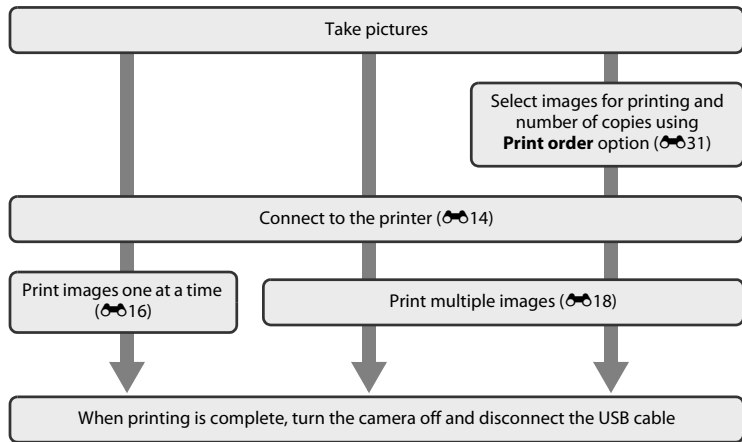 Take pictures
Select images for printing and
number of copies using
Print order option (31)
Connect to the printer (14)
Print images one at a time
(16)
Print multiple images (18)
When printing is complete, turn the camera off and disconnect the USB cable